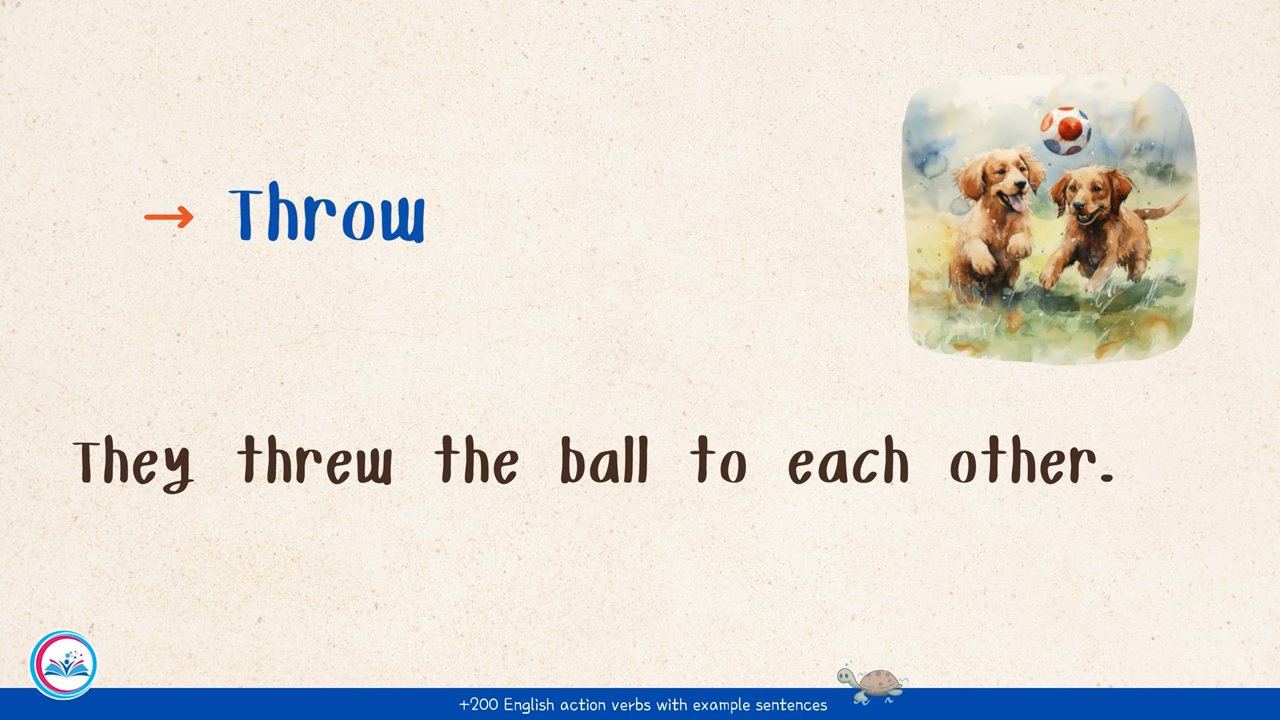 → Throw
They threw the ball to each other.
+200 English action verbs with example sentences